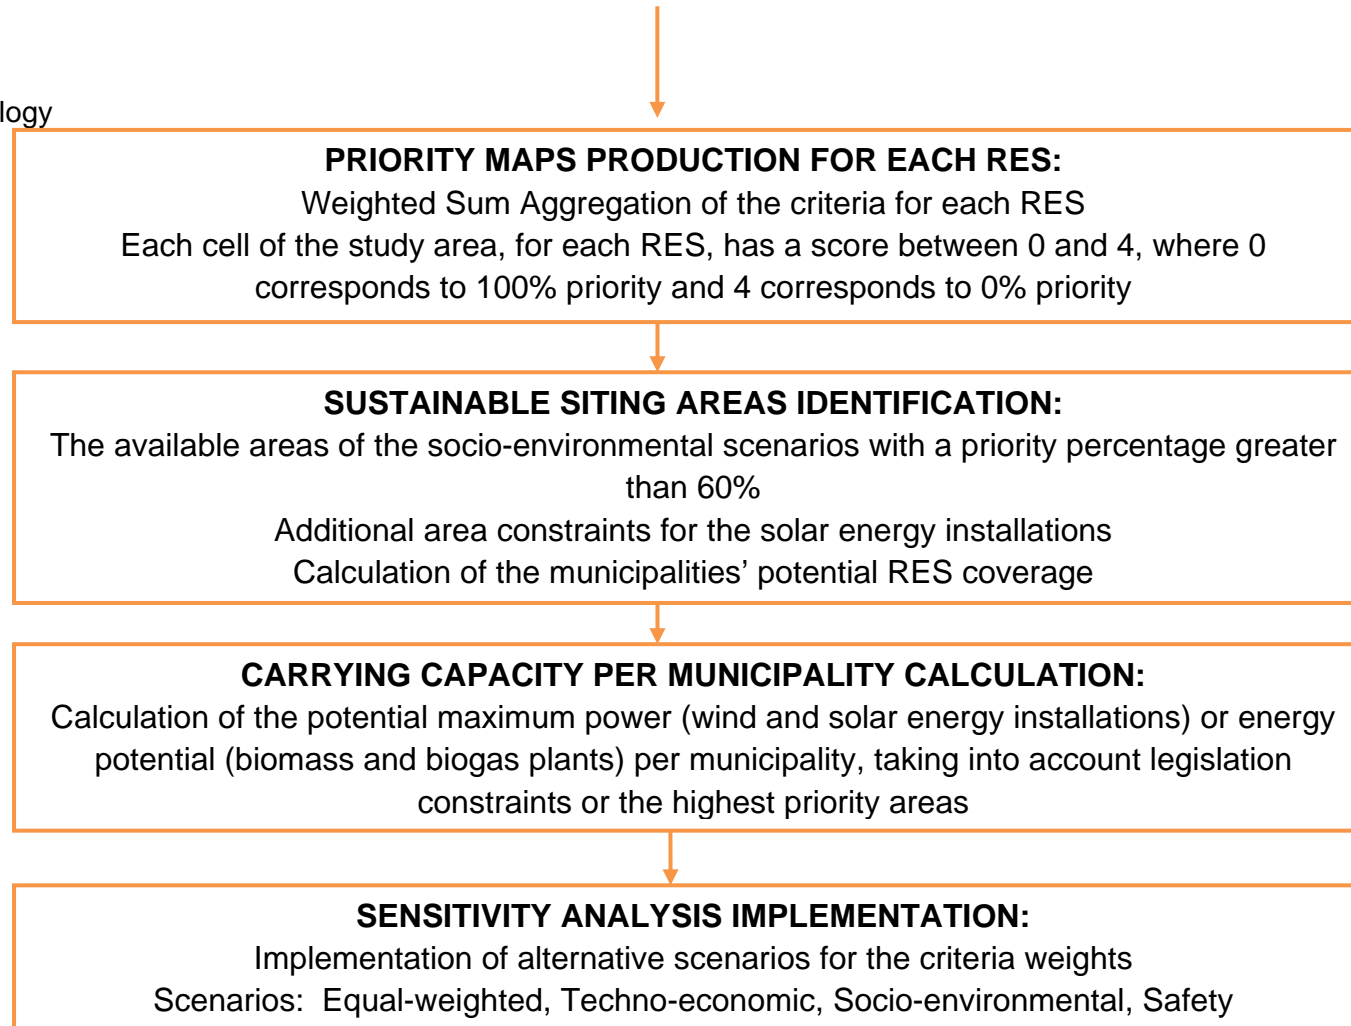 logy
PRIORITY MAPS PRODUCTION FOR EACH RES:
Weighted Sum Aggregation of the criteria for each RES
Each cell of the study area, for each RES, has a score between 0 and 4, where 0
corresponds to 100% priority and 4 corresponds to 0% priority
SUSTAINABLE SITING AREAS IDENTIFICATION:
The available areas of the socio-environmental scenarios with a priority percentage greater
than 60%
Additional area constraints for the solar energy installations
Calculation of the municipalities’ potential RES coverage
CARRYING CAPACITY PER MUNICIPALITY CALCULATION:
Calculation of the potential maximum power (wind and solar energy installations) or energy
potential (biomass and biogas plants) per municipality, taking into account legislation
constraints or the highest priority areas
SENSITIVITY ANALYSIS IMPLEMENTATION:
Implementation of alternative scenarios for the criteria weights
Scenarios: Equal-weighted, Techno-economic, Socio-environmental, Safety